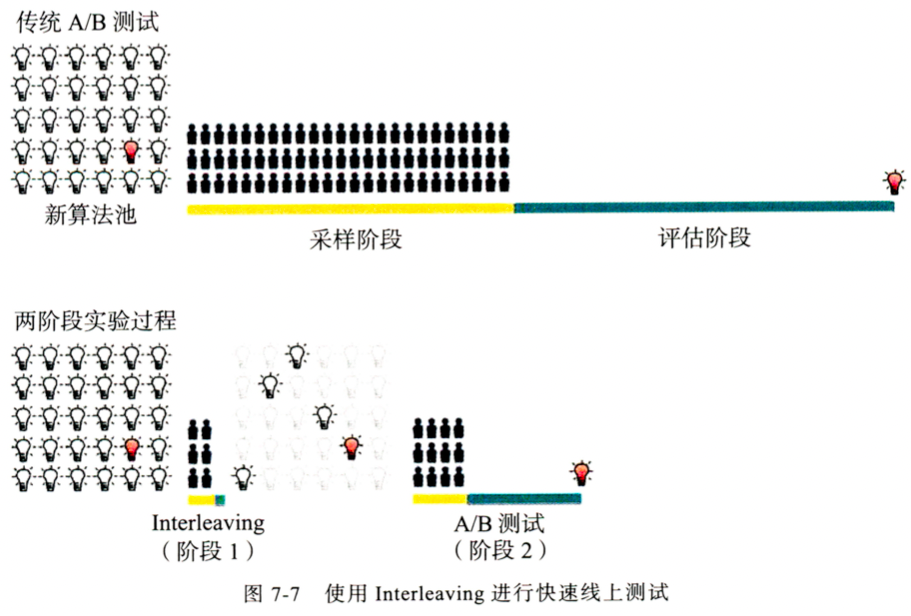 传统 A/B 测试
新算法池
采样阶段
评估阶段
两阶段实验过程
Interleaving
（阶段 1）
A/B 测试
（阶段 2）
图 7-7 使用 Interleaving 进行快速线上测试